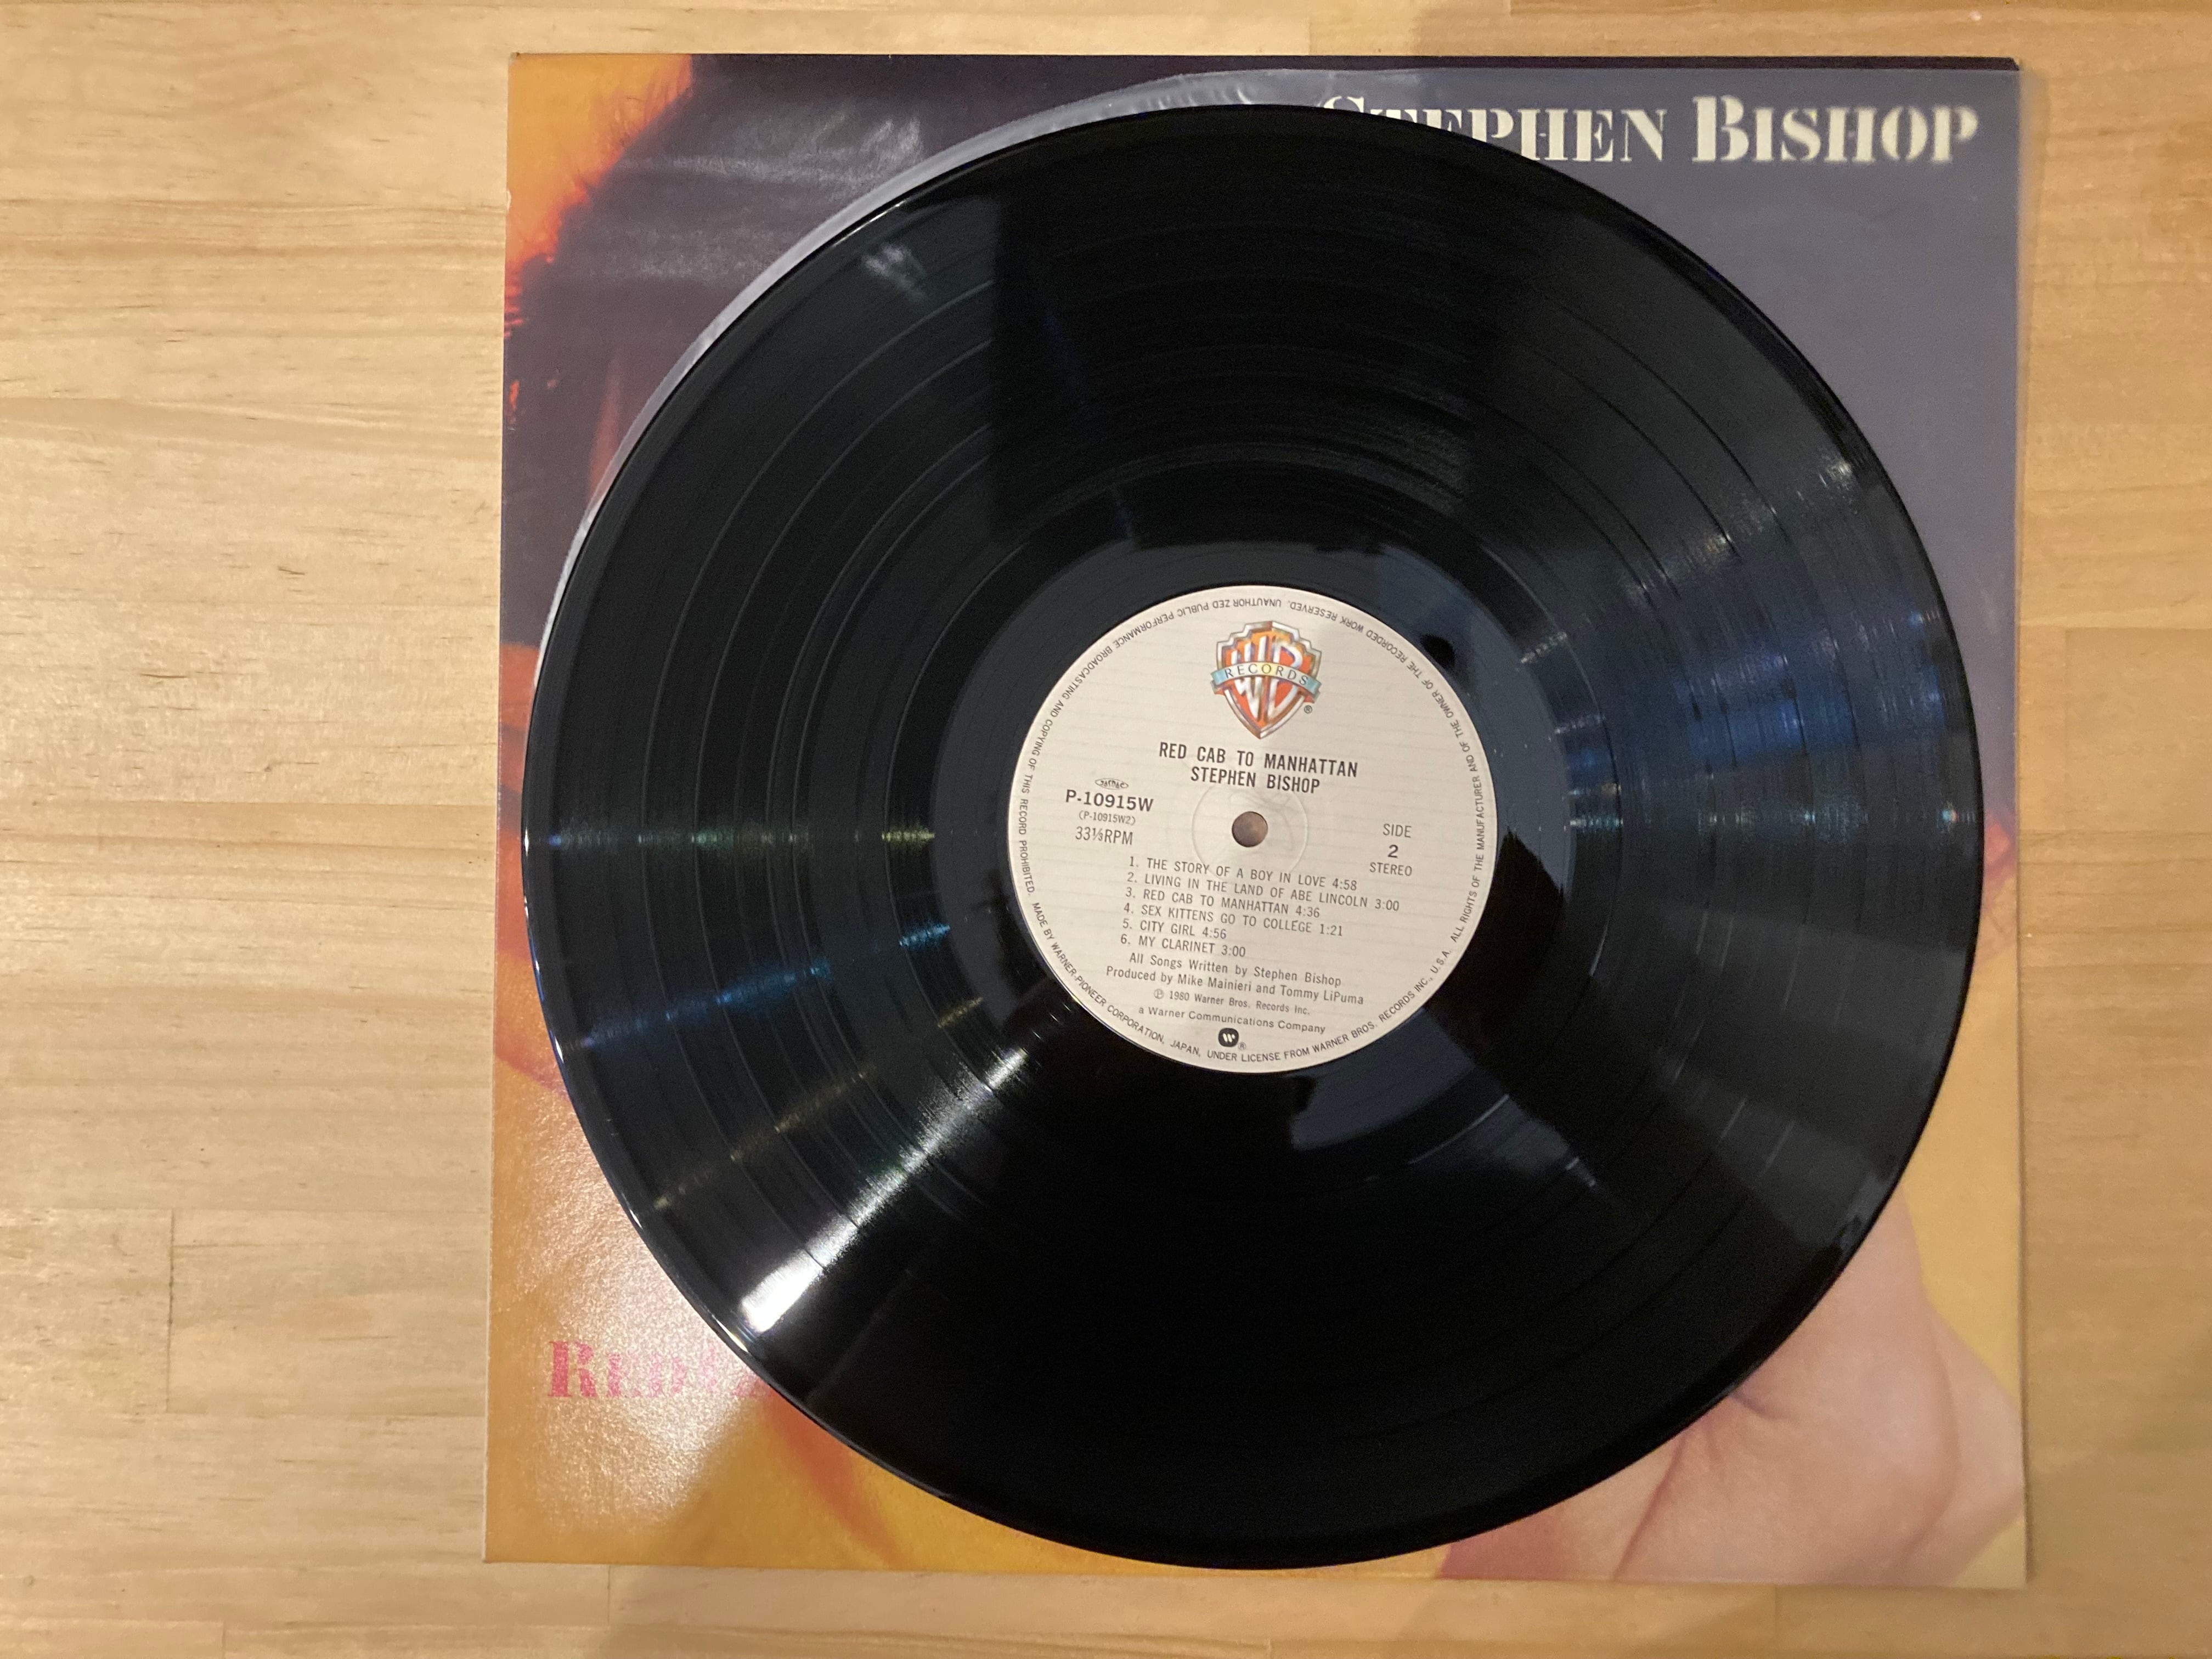 STEPHEN BISHOP
WB
RECORDS
®
RED CAB TO MANHATTAN
STEPHEN BISHOP
P-10915W
(P-10915W2)
33⅓RPM
SIDE
2
STEREO
1. THE STORY OF A BOY IN LOVE 4:58
2. LIVING IN THE LAND OF ABE LINCOLN 3:00
3. RED CAB TO MANHATTAN 4:36
4. SEX KITTENS GO TO COLLEGE 1:21
5. CITY GIRL 4:56
6. MY CLARINET 3:00
All Songs Written by Stephen Bishop
Produced by Mike Mainieri and Tommy LiPuma
℗ 1980 Warner Bros. Records Inc.
a Warner Communications Company
®
MADE BY WARNER-PIONEER CORPORATION, JAPAN, UNDER LICENSE FROM WARNER BROS. RECORDS INC., U.S.A. ALL RIGHTS OF THE MANUFACTURER AND OF THE OWNER OF THE RECORDED WORK RESERVED. UNAUTHOR ZED PUBLIC PERFORMANCE BROADCASTING AND COPYING OF THIS RECORD PROHIBITED.
RED